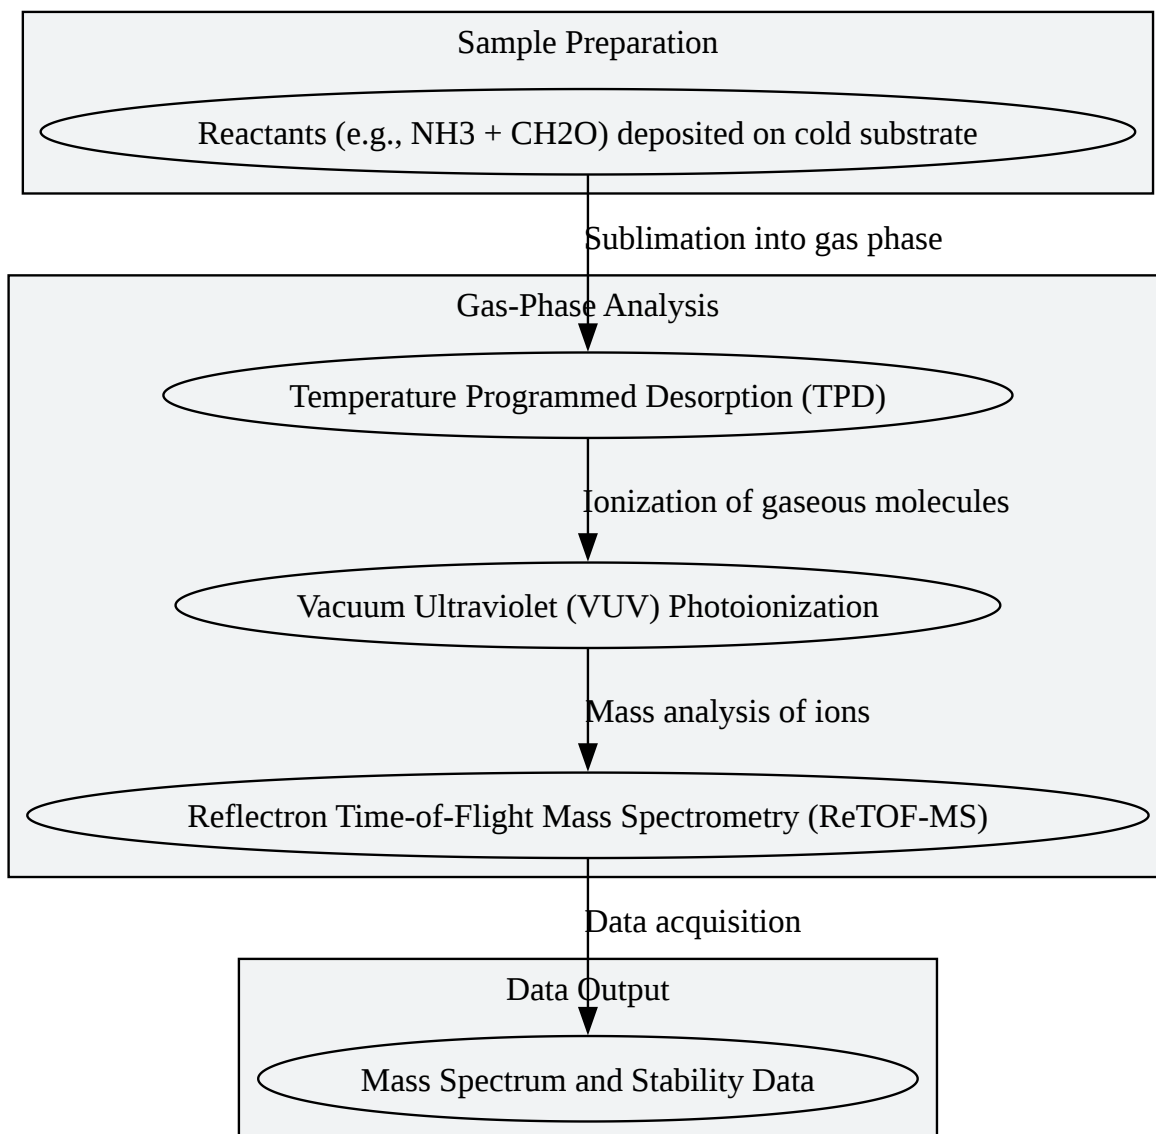 Sample Preparation
Reactants (e.g., NH3 + CH2O) deposited on cold substrate
Sublimation into gas phase
Gas-Phase Analysis
Temperature Programmed Desorption (TPD)
Ionization of gaseous molecules
Vacuum Ultraviolet (VUV) Photoionization
Mass analysis of ions
Reflectron Time-of-Flight Mass Spectrometry (ReTOF-MS)
Data acquisition
Data Output
Mass Spectrum and Stability Data